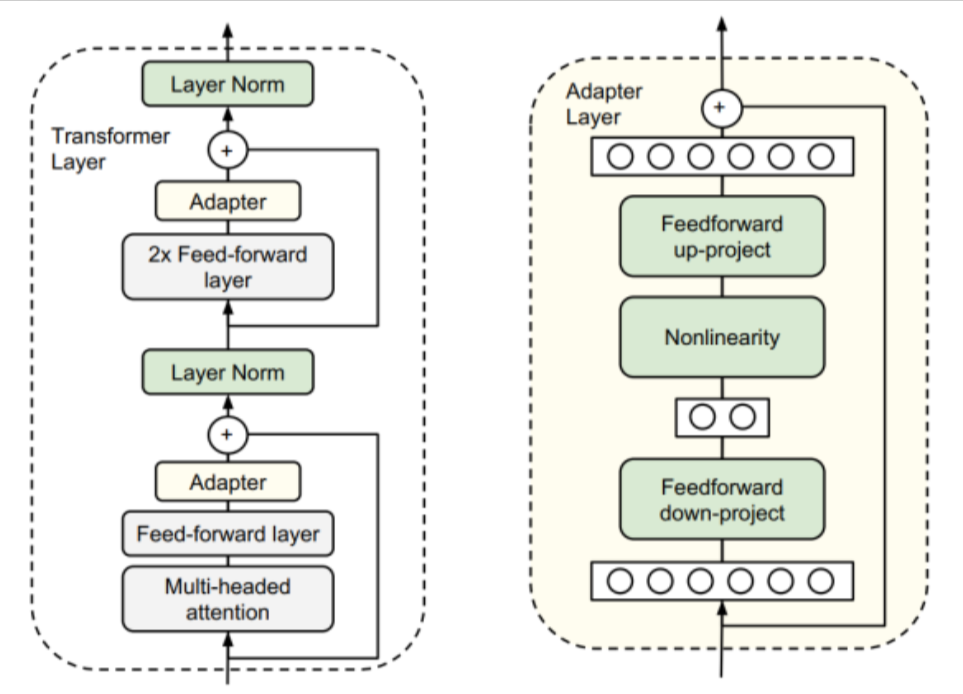 Transformer
Layer
Layer Norm
+
Adapter
2x Feed-forward
layer
Layer Norm
+
Adapter
Feed-forward layer
Multi-headed
attention
Adapter
Layer
+
Feedforward
up-project
Nonlinearity
Feedforward
down-project